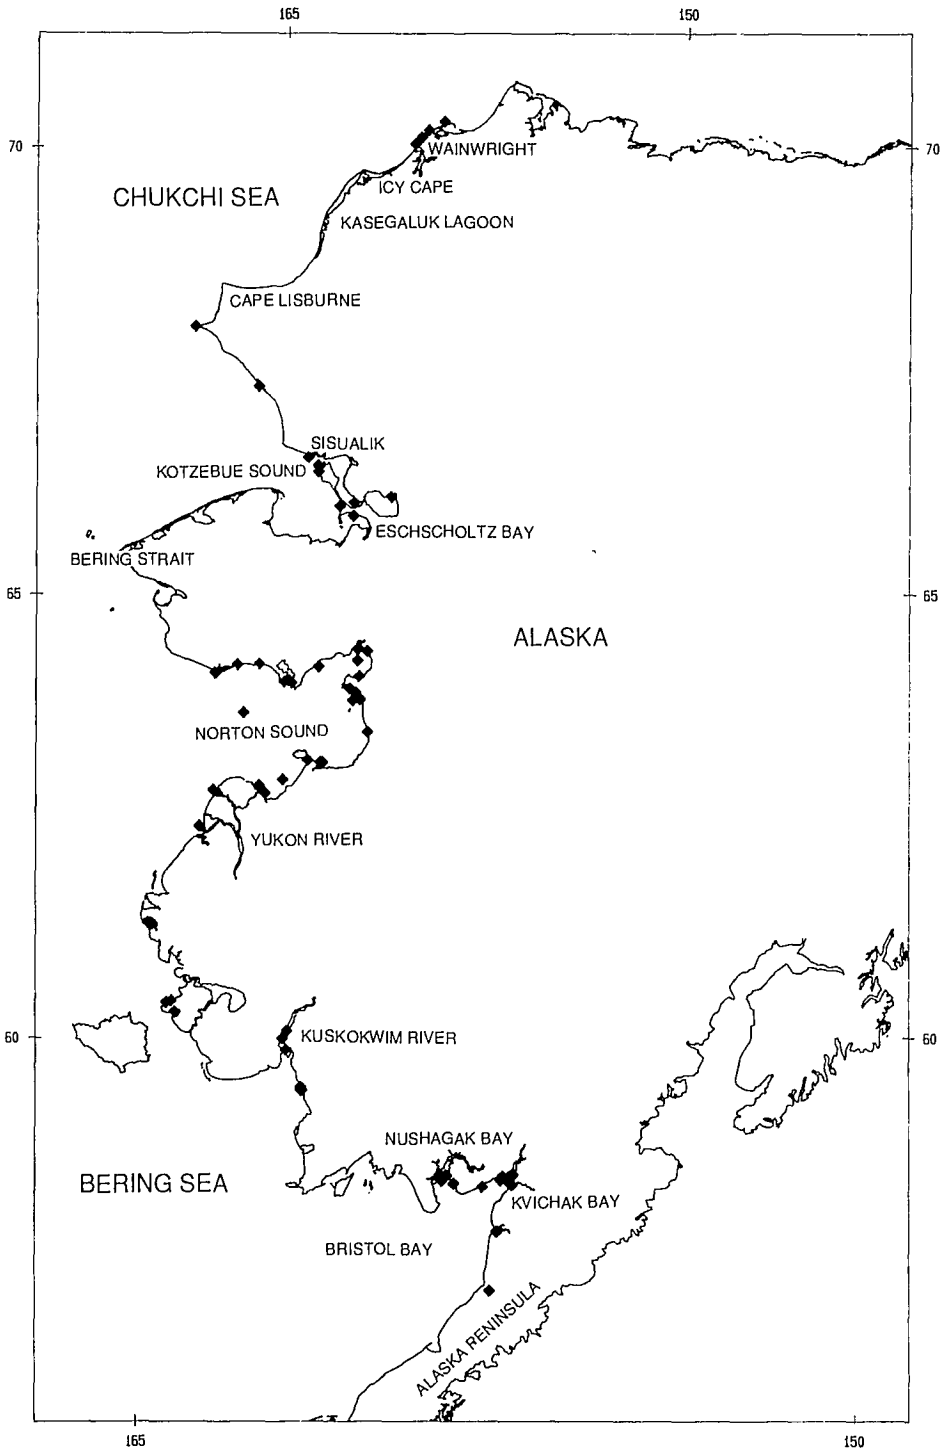 165 150
70 70
WAINWRIGHT
ICY CAPE
CHUKCHI SEA
KASEGALUK LAGOON
CAPE LISBURNE
SISUALIK
KOTZEBUE SOUND
ESCHSCHOLTZ BAY
BERING STRAIT
65 65
ALASKA
NORTON SOUND
YUKON RIVER
60 60
KUSKOKWIM RIVER
NUSHAGAK BAY
BERING SEA
KVICHAK BAY
BRISTOL BAY
ALASKA RENINSULA
165 150